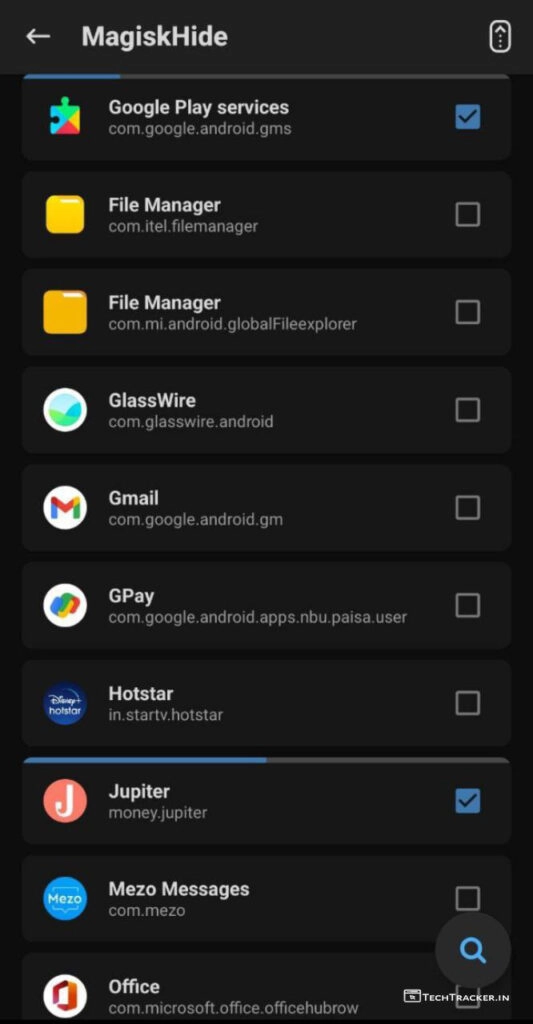 MagiskHide
Google Play services
com.google.android.gms
File Manager
com.itel.filemanager
File Manager
com.mi.android.globalFileexplorer
GlassWire
com.glasswire.android
Gmail
com.google.android.gm
GPay
com.google.android.apps.nbu.paisa.user
Disney+
hotstar
Hotstar
in.startv.hotstar
J
Jupiter
money.jupiter
Mezo
Mezo Messages
com.mezo
Office
com.microsoft.office.officehubrow
TechTracker.in